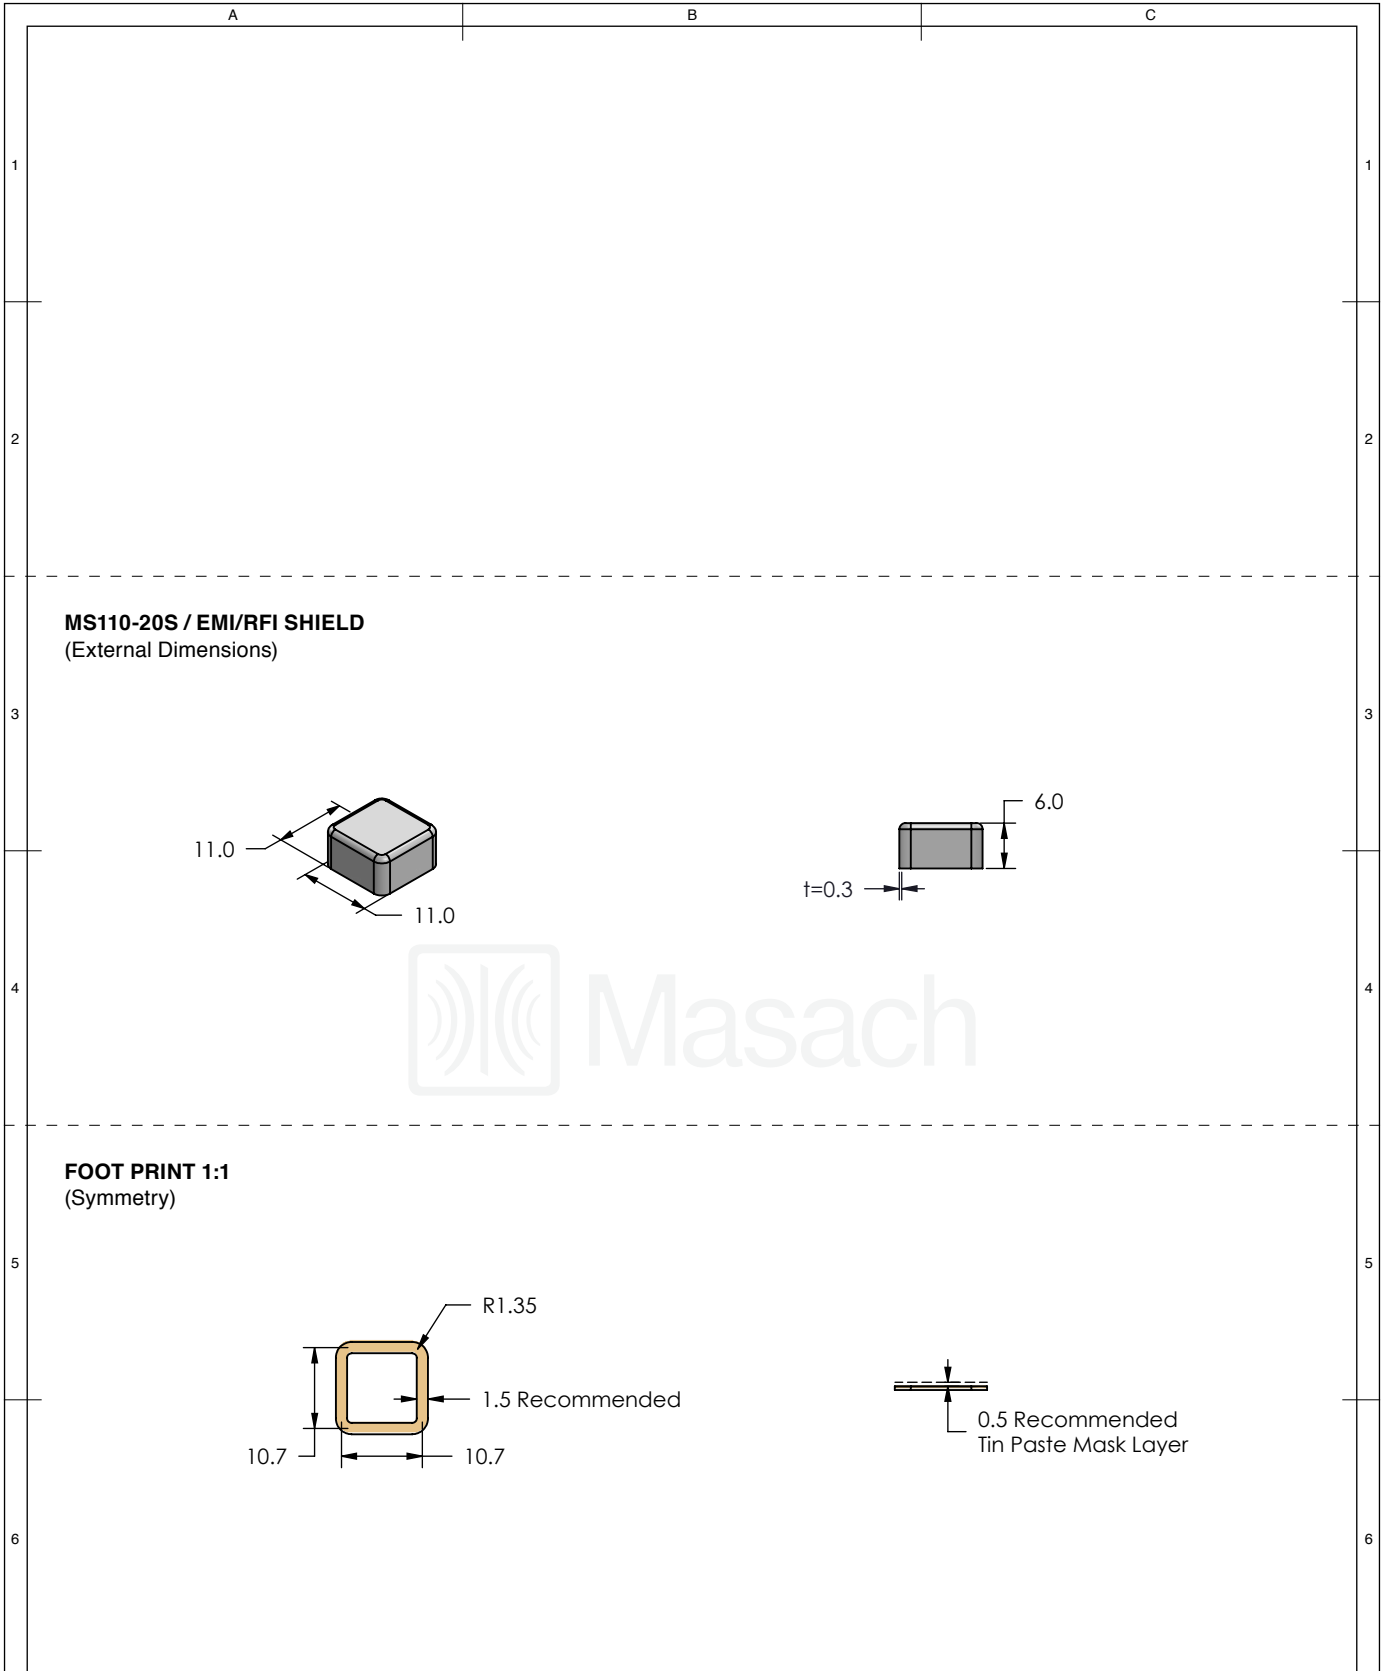 A B C
1 1
2 2
MS110-20S / EMI/RFI SHIELD
(External Dimensions)
3 3
6.0
11.0
t=0.3
11.0
4 4
Masach
FOOT PRINT 1:1
(Symmetry)
5 5
R1.35
1.5 Recommended
0.5 Recommended
Tin Paste Mask Layer
10.7 10.7
6 6